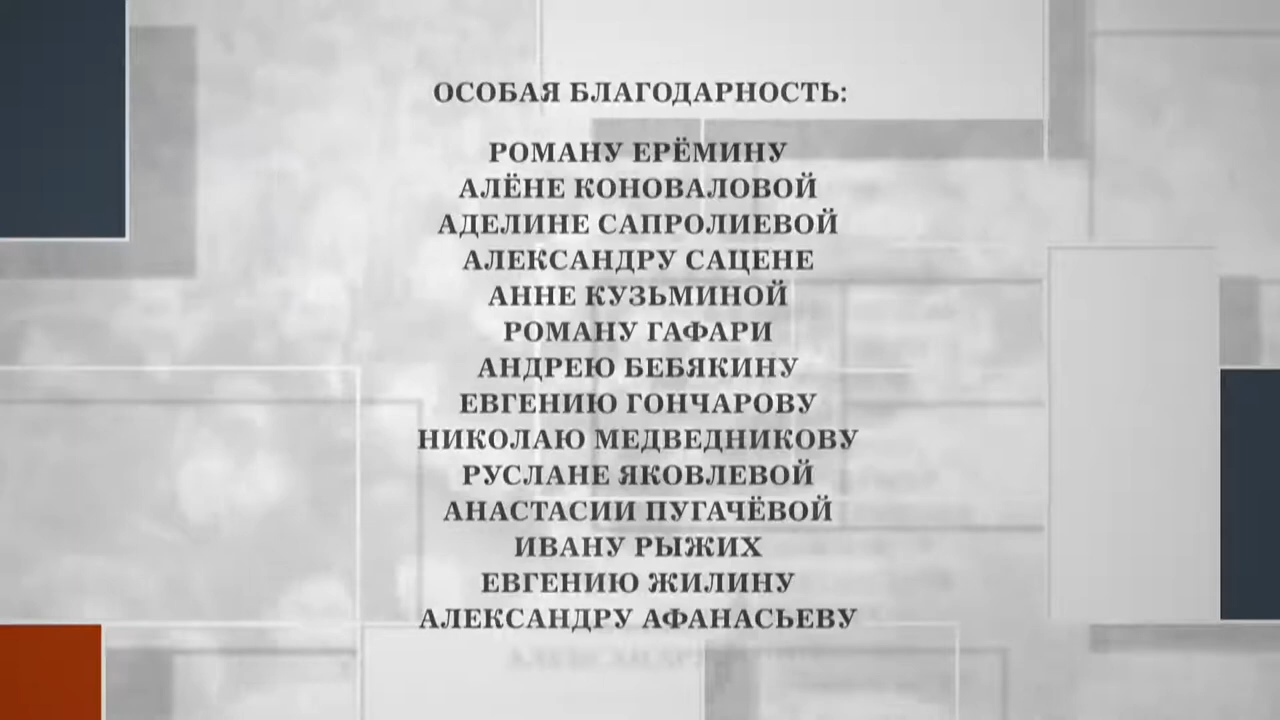 ОСОБАЯ БЛАГОДАРНОСТЬ:
РОМАНУ ЕРЁМИНУ
АЛЁНЕ КОНОВАЛОВОЙ
АДЕЛИНЕ САПРОЛИЕВОЙ
АЛЕКСАНДРУ САЦЕНЕ
АННЕ КУЗЬМИНОЙ
РОМАНУ ГАФАРИ
АНДРЕЮ БЕБЯКИНУ
ЕВГЕНИЮ ГОНЧАРОВУ
НИКОЛАЮ МЕДВЕДНИКОВУ
РУСЛАНЕ ЯКОВЛЕВОЙ
АНАСТАСИИ ПУГАЧЁВОЙ
ИВАНУ РЫЖИХ
ЕВГЕНИЮ ЖИЛИНУ
АЛЕКСАНДРУ АФАНАСЬЕВУ